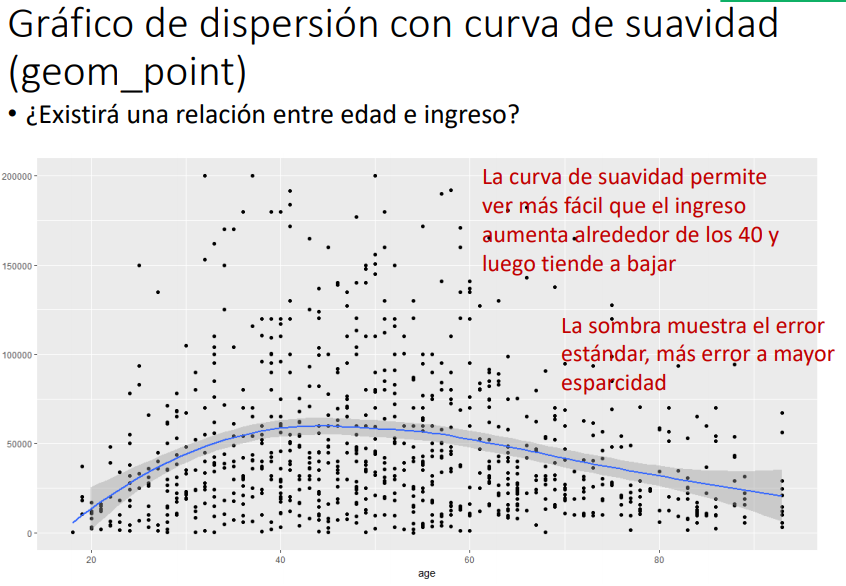 Gráfico de dispersión con curva de suavidad
(geom_point)
• ¿Existirá una relación entre edad e ingreso?
La curva de suavidad permite
ver más fácil que el ingreso
aumenta alrededor de los 40 y
luego tiende a bajar
La sombra muestra el error
estándar, más error a mayor
esparcidad
200000
150000
100000
50000
0
20 40 60 80
age